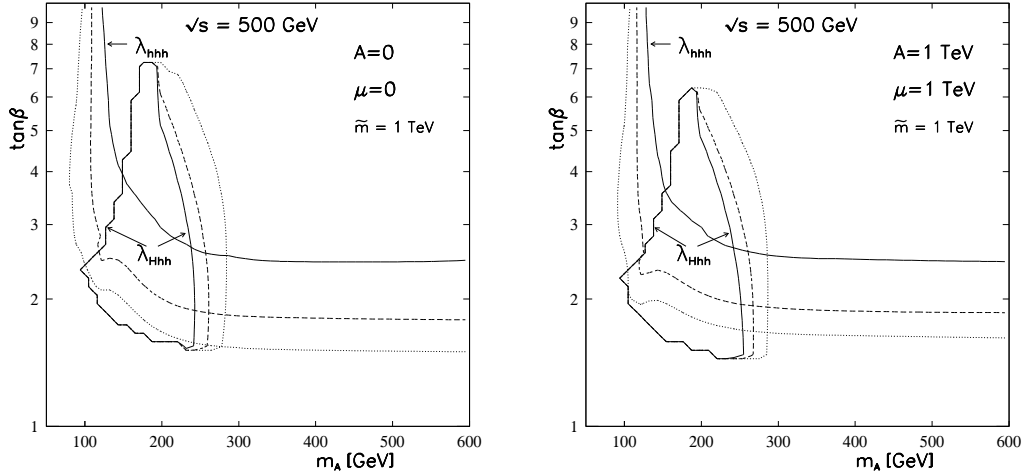 √s = 500 GeV
λhhh
A=0
μ=0
m̃ = 1 TeV
λHhh
tanβ
9
8
7
6
5
4
3
2
1
100 200 300 400 500 600
mA [GeV]
√s = 500 GeV
λhhh
A=1 TeV
μ=1 TeV
m̃ = 1 TeV
λHhh
tanβ
9
8
7
6
5
4
3
2
1
100 200 300 400 500 600
mA [GeV]